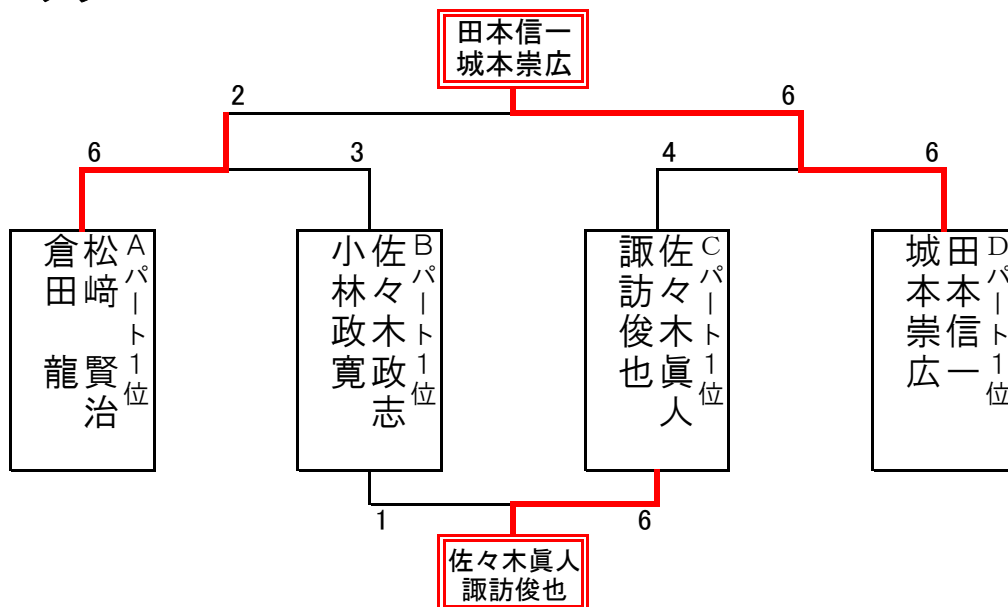 田本信一
城本崇広
2
6
6
3
4
6
Aパート1位
松﨑　賢治
倉田　龍
Bパート1位
佐々木政志
小林政寛
Cパート1位
佐々木眞人
諏訪俊也
Dパート1位
田本信一
城本崇広
1
6
佐々木眞人
諏訪俊也